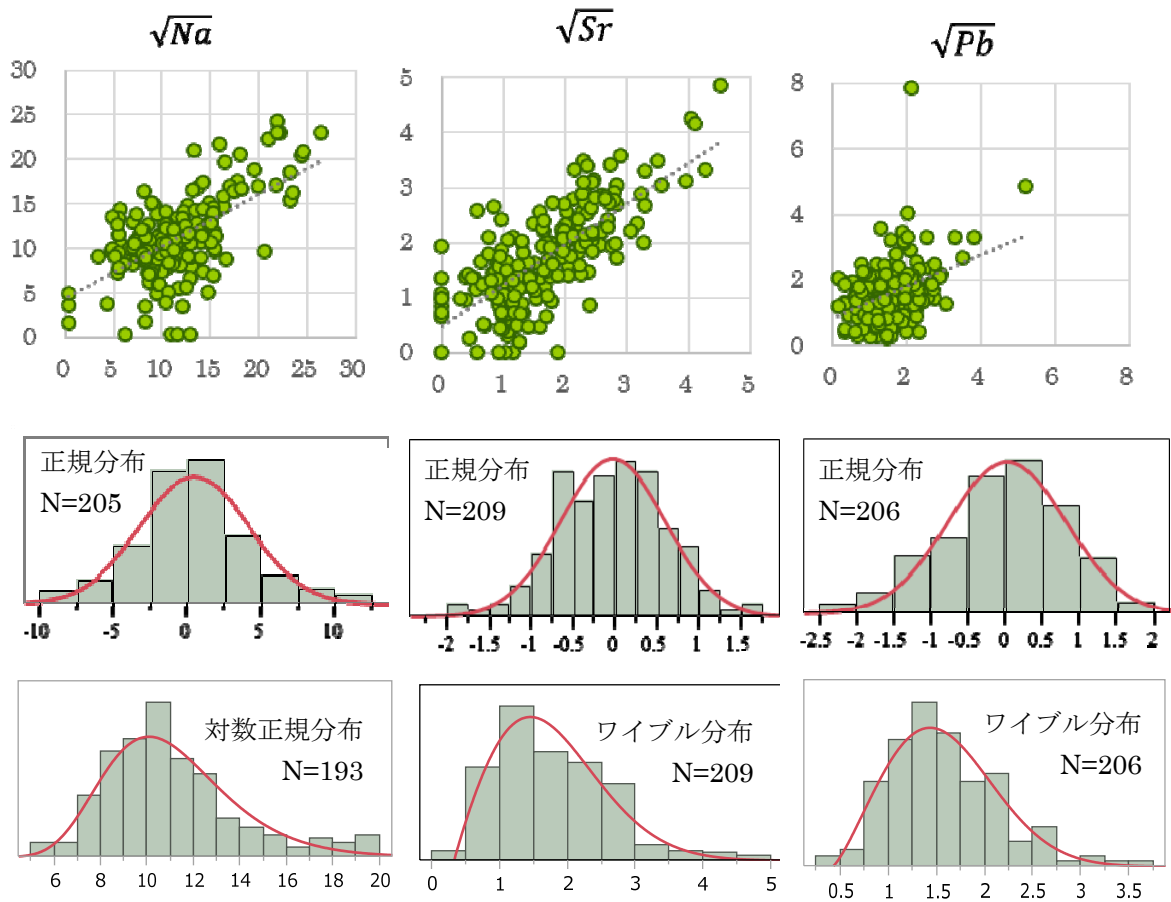 √Na
30
25
20
15
10
5
0
0 5 10 15 20 25 30
√Sr
5
4
3
2
1
0
0 1 2 3 4 5
√Pb
8
6
4
2
0
0 2 4 6 8
正規分布
N=205
-10 -5 0 5 10
正規分布
N=209
-2 -1.5 -1 -0.5 0 0.5 1 1.5
正規分布
N=206
-2.5 -2 -1.5 -1 -0.5 0 0.5 1 1.5 2
対数正規分布
N=193
6 8 10 12 14 16 18 20
ワイブル分布
N=209
0 1 2 3 4 5
ワイブル分布
N=206
0.5 1 1.5 2 2.5 3 3.5